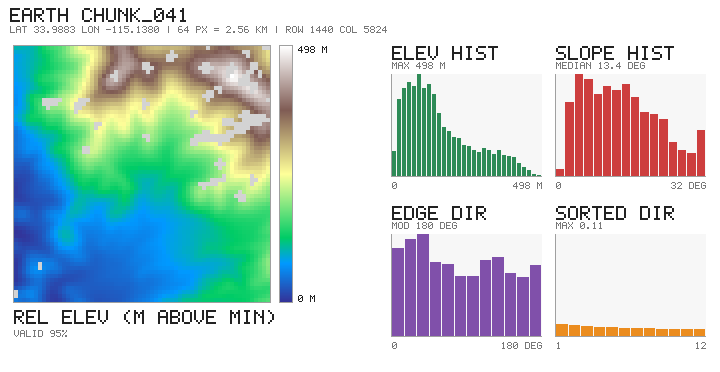 EARTH CHUNK_041
LAT 33.9883 LON -115.1380 | 64 PX = 2.56 KM | ROW 1440 COL 5824
498 M
0 M
REL ELEV (M ABOVE MIN)
VALID 95%
ELEV HIST
MAX 498 M
0 498 M
SLOPE HIST
MEDIAN 13.4 DEG
0 32 DEG
EDGE DIR
MOD 180 DEG
0 180 DEG
SORTED DIR
MAX 0.11
1 12